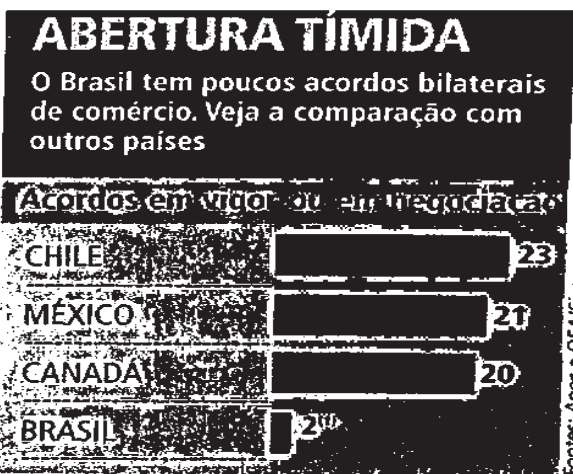 ABERTURA TÍMIDA
O Brasil tem poucos acordos bilaterais
de comércio. Veja a comparação com
outros países
Acordos em vigor ou em negociação
CHILE 23
MÉXICO 21
CANADÁ 20
BRASIL 2